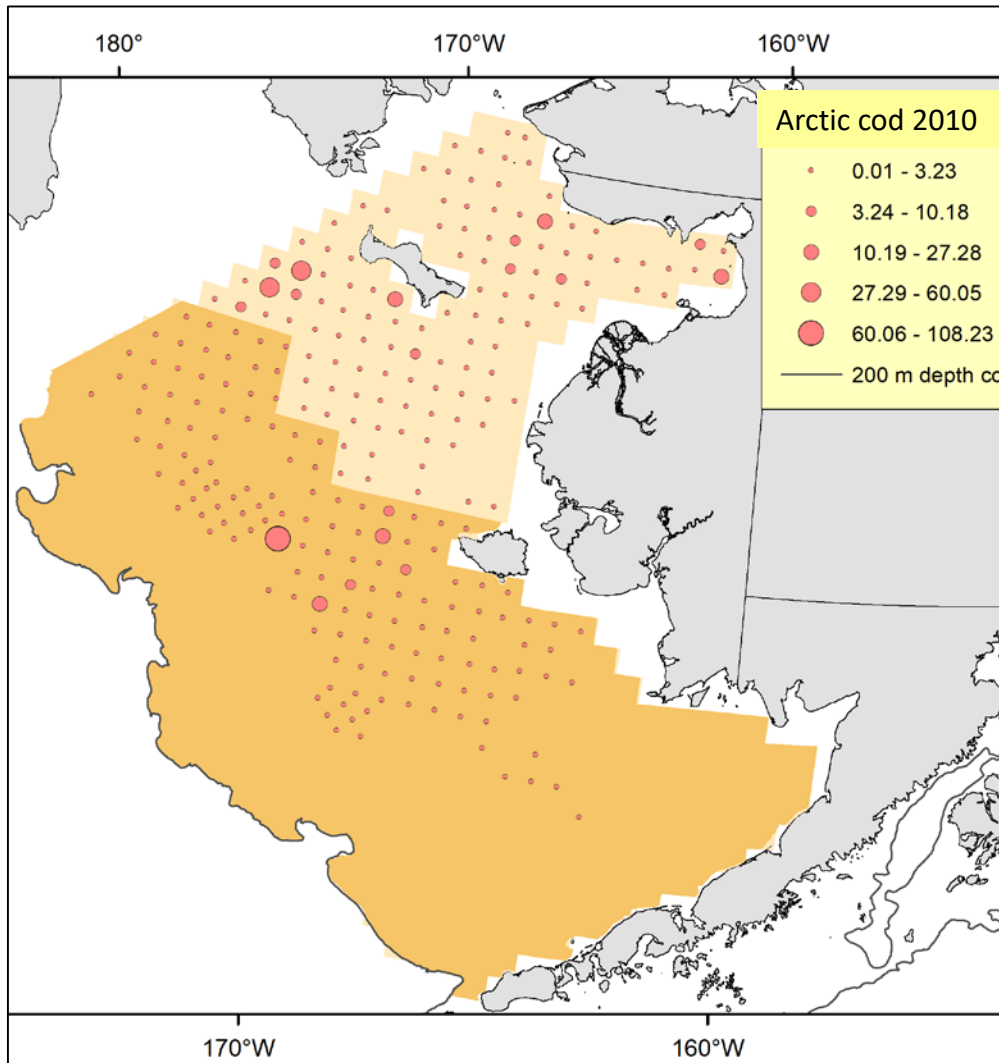 180° 170°W 160°W
Arctic cod 2010
0.01 - 3.23
3.24 - 10.18
10.19 - 27.28
27.29 - 60.05
60.06 - 108.23
200 m depth co
170°W 160°W